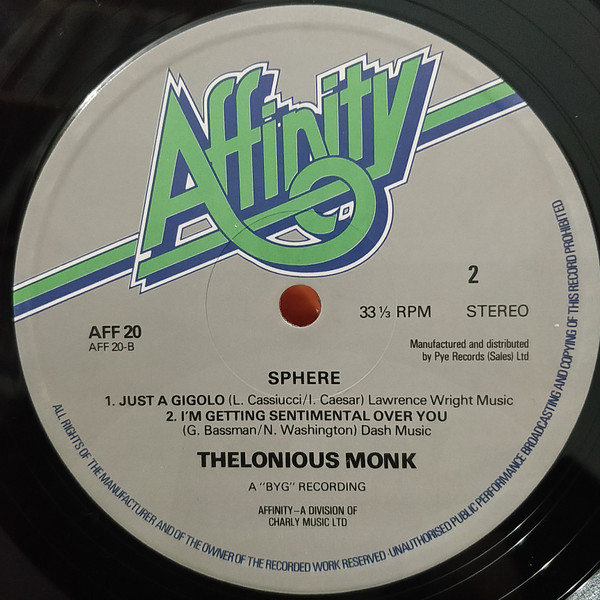 Affinity
2
33 ⅓ RPM STEREO
AFF 20
AFF 20-B
Manufactured and distributed
by Pye Records (Sales) Ltd
SPHERE
1. JUST A GIGOLO (L. Cassiucci/I. Caesar) Lawrence Wright Music
2. I'M GETTING SENTIMENTAL OVER YOU
(G. Bassman/N. Washington) Dash Music
THELONIOUS MONK
A "BYG" RECORDING
AFFINITY–A DIVISION OF
CHARLY MUSIC LTD
ALL RIGHTS OF THE MANUFACTURER AND OF THE OWNER OF THE RECORDED WORK RESERVED · UNAUTHORISED PUBLIC PERFORMANCE BROADCASTING AND COPYING OF THIS RECORD PROHIBITED